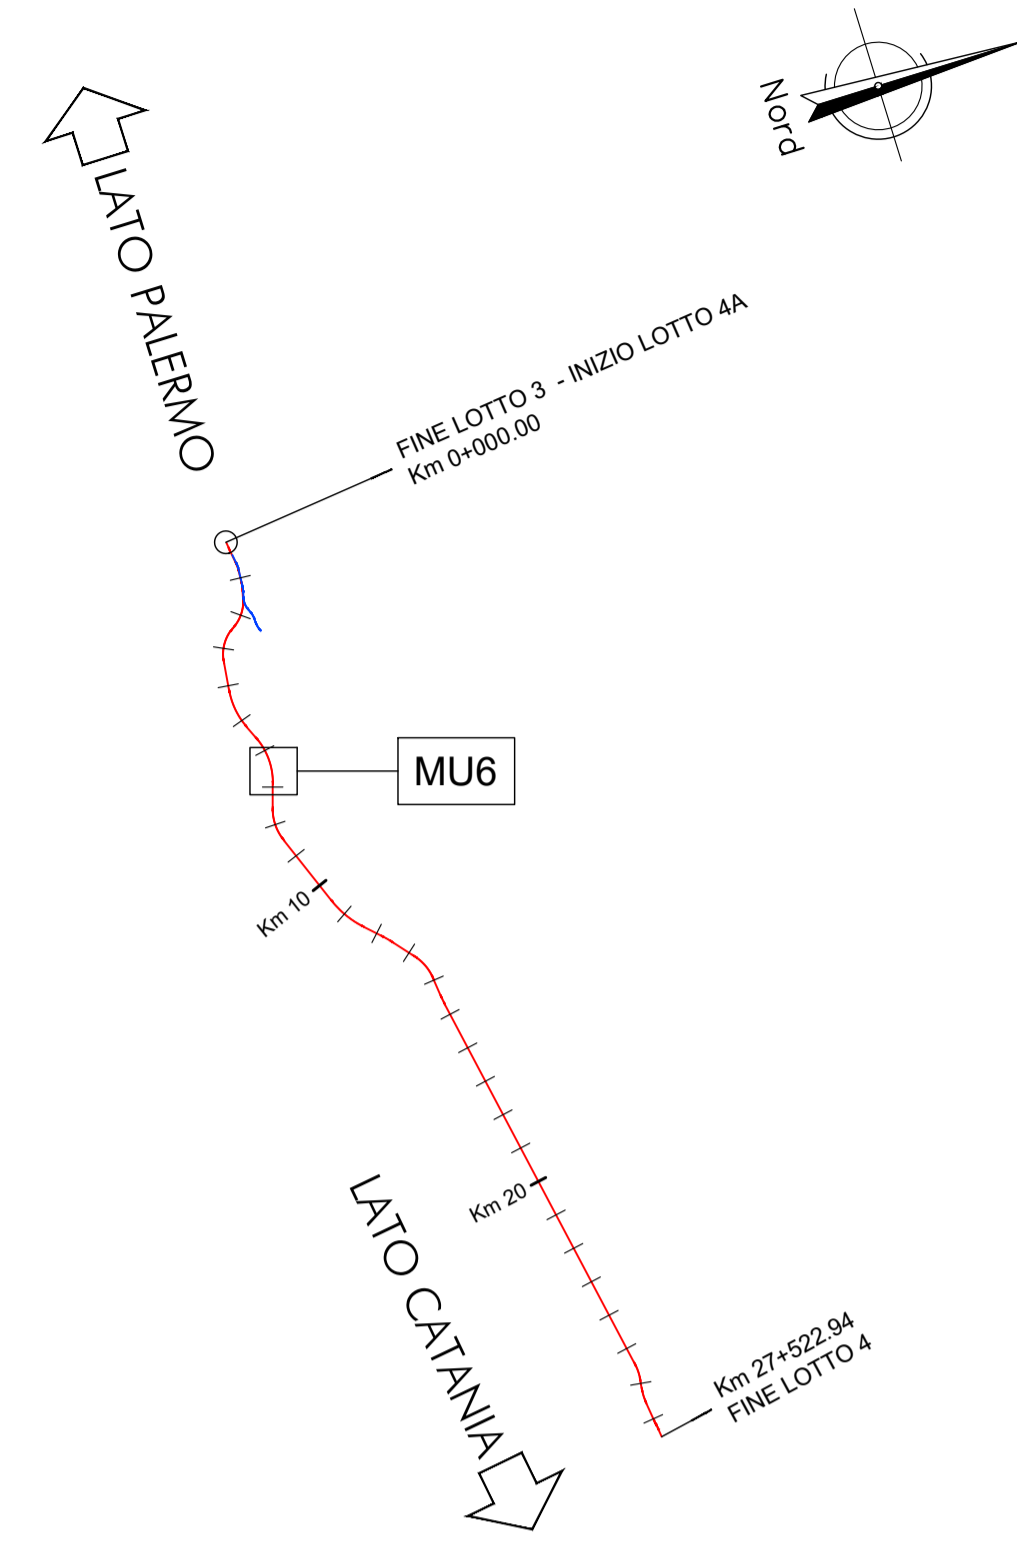 Nord
LATO PALERMO
FINE LOTTO 3 - INIZIO LOTTO 4A
Km 0+000.00
MU6
Km 10
Km 20
LATO CATANIA
Km 27+522.94
FINE LOTTO 4